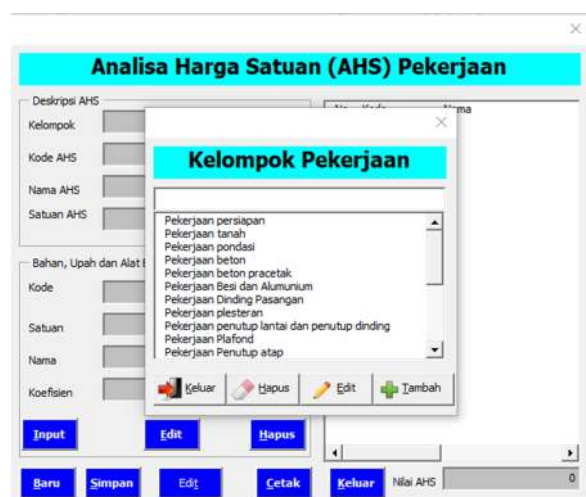 Analisa Harga Satuan (AHS) Pekerjaan
Deskripsi AHS
Kelompok
Kode AHS
Nama AHS
Satuan AHS
Kelompok Pekerjaan
Pekerjaan persiapan
Pekerjaan tanah
Pekerjaan pondasi
Pekerjaan beton
Pekerjaan beton pracetak
Pekerjaan Besi dan Alumunium
Pekerjaan Dinding Pasangan
Pekerjaan plesteran
Pekerjaan penutup lantai dan penutup dinding
Pekerjaan Plafond
Pekerjaan Penutup atap
Keluar Hapus Edit Tambah
Bahan, Upah dan Alat
Kode
Satuan
Nama
Koefisien
Input Edit Hapus
Baru Simpan Edit Cetak Keluar Nilai AHS 0